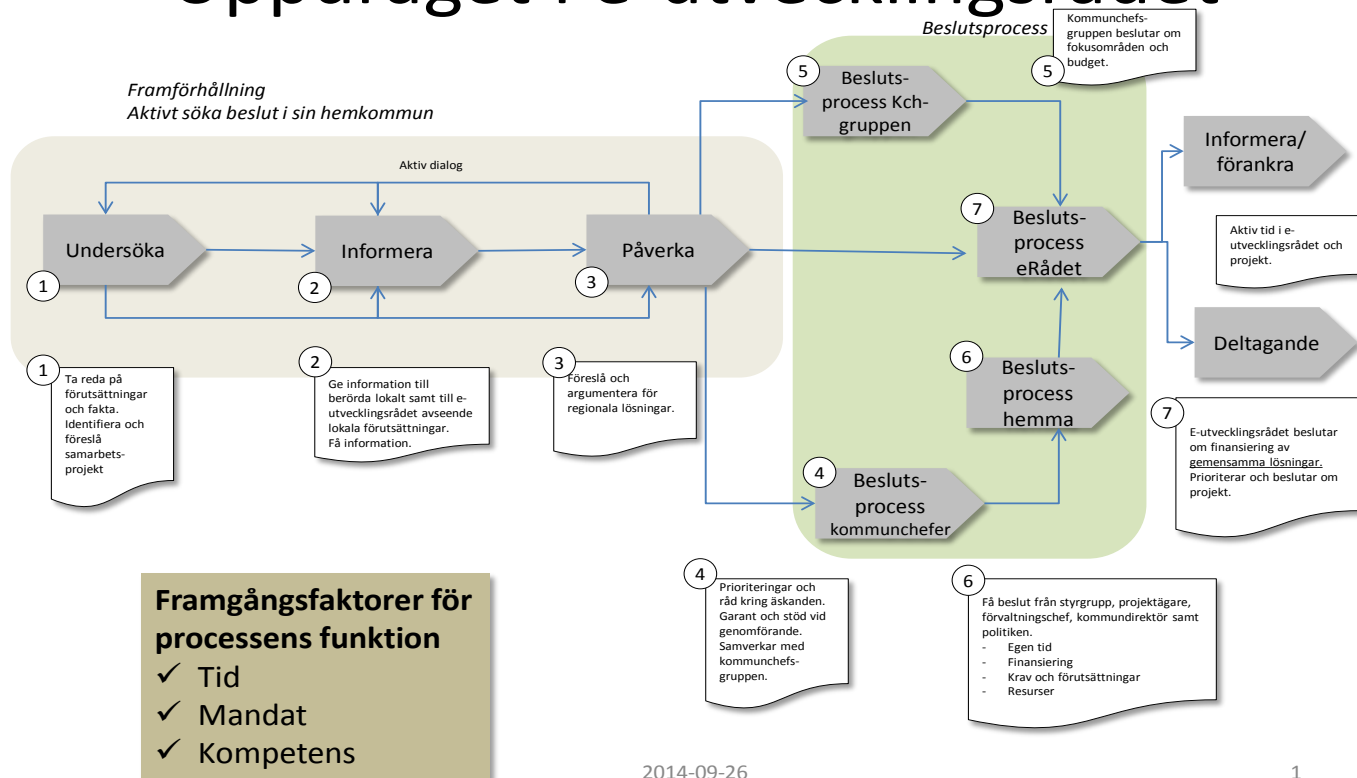 Uppdraget i e-utvecklingsrådet
Beslutsprocess
Kommunchefs-
gruppen beslutar om
fokusområden och
budget.
5
Framförhållning
Aktivt söka beslut i sin hemkommun
5
Besluts-
process Kch-
gruppen
Informera/
förankra
Aktiv dialog
Undersöka
1
Informera
2
Påverka
3
7
Besluts-
process
eRådet
Aktiv tid i e-
utvecklingsrådet och
projekt.
Deltagande
1
Ta reda på
förutsättningar
och fakta.
Identifiera och
föreslå
samarbets-
projekt
2
Ge information till
berörda lokalt samt till e-
utvecklingsrådet avseende
lokala förutsättningar.
Få information.
3
Föreslå och
argumentera för
regionala lösningar.
6
Besluts-
process
hemma
7
E-utvecklingsrådet beslutar
om finansiering av
gemensamma lösningar.
Prioriterar och beslutar om
projekt.
4
Besluts-
process
kommunchefer
4
Prioriteringar och
råd kring äskanden.
Garant och stöd vid
genomförande.
Samverkar med
kommunchefs-
gruppen.
6
Få beslut från styrgrupp, projektägare,
förvaltningschef, kommundirektör samt
politiken.
- Egen tid
- Finansiering
- Krav och förutsättningar
- Resurser
Framgångsfaktorer för
processens funktion
✓ Tid
✓ Mandat
✓ Kompetens
2014-09-26
1